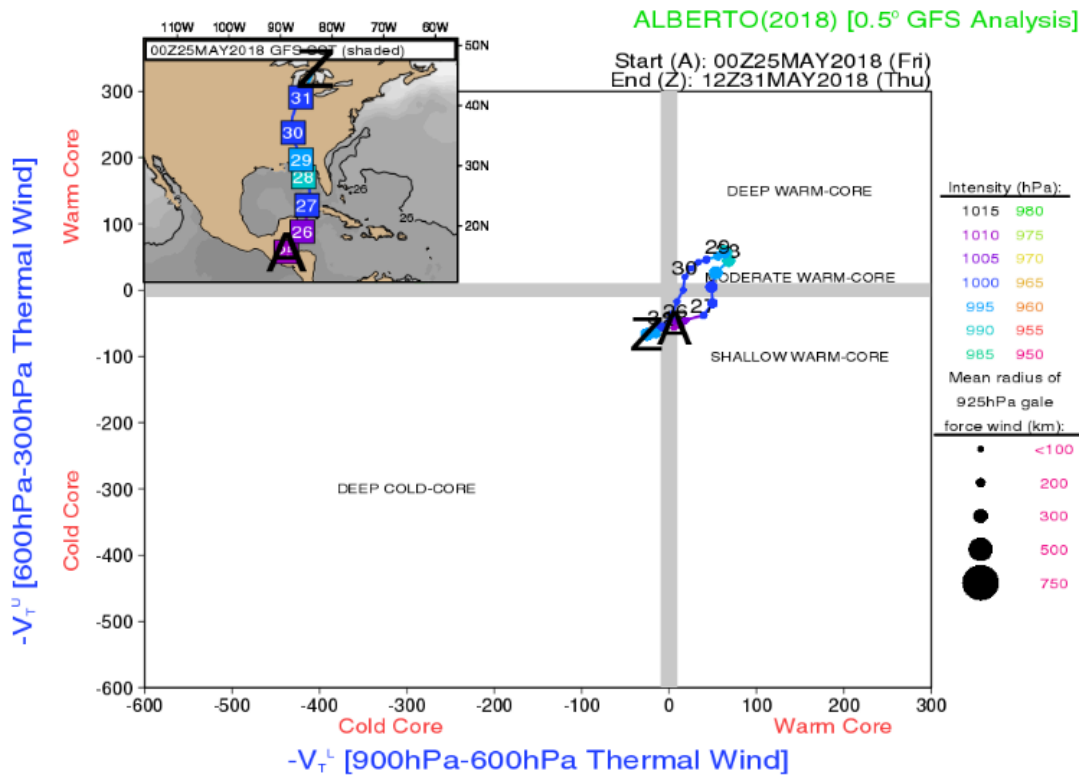 ALBERTO(2018) [0.5° GFS Analysis]
Start (A): 00Z25MAY2018 (Fri)
End (Z): 12Z31MAY2018 (Thu)
110W 100W 90W 80W 70W 60W
00Z25MAY2018 GFS SST (shaded)
50N
40N
30N
20N
Z
31
30
29
28
27
26
A
26
26
-V_T^U [600hPa-300hPa Thermal Wind]
Warm Core
Cold Core
300
200
100
0
-100
-200
-300
-400
-500
-600
DEEP WARM-CORE
MODERATE WARM-CORE
SHALLOW WARM-CORE
DEEP COLD-CORE
29
30
27
26
Z A
-600 -500 -400 -300 -200 -100 0 100 200 300
Cold Core Warm Core
-V_T^L [900hPa-600hPa Thermal Wind]
Intensity (hPa):
1015 980
1010 975
1005 970
1000 965
995 960
990 955
985 950
Mean radius of
925hPa gale
force wind (km):
<100
200
300
500
750